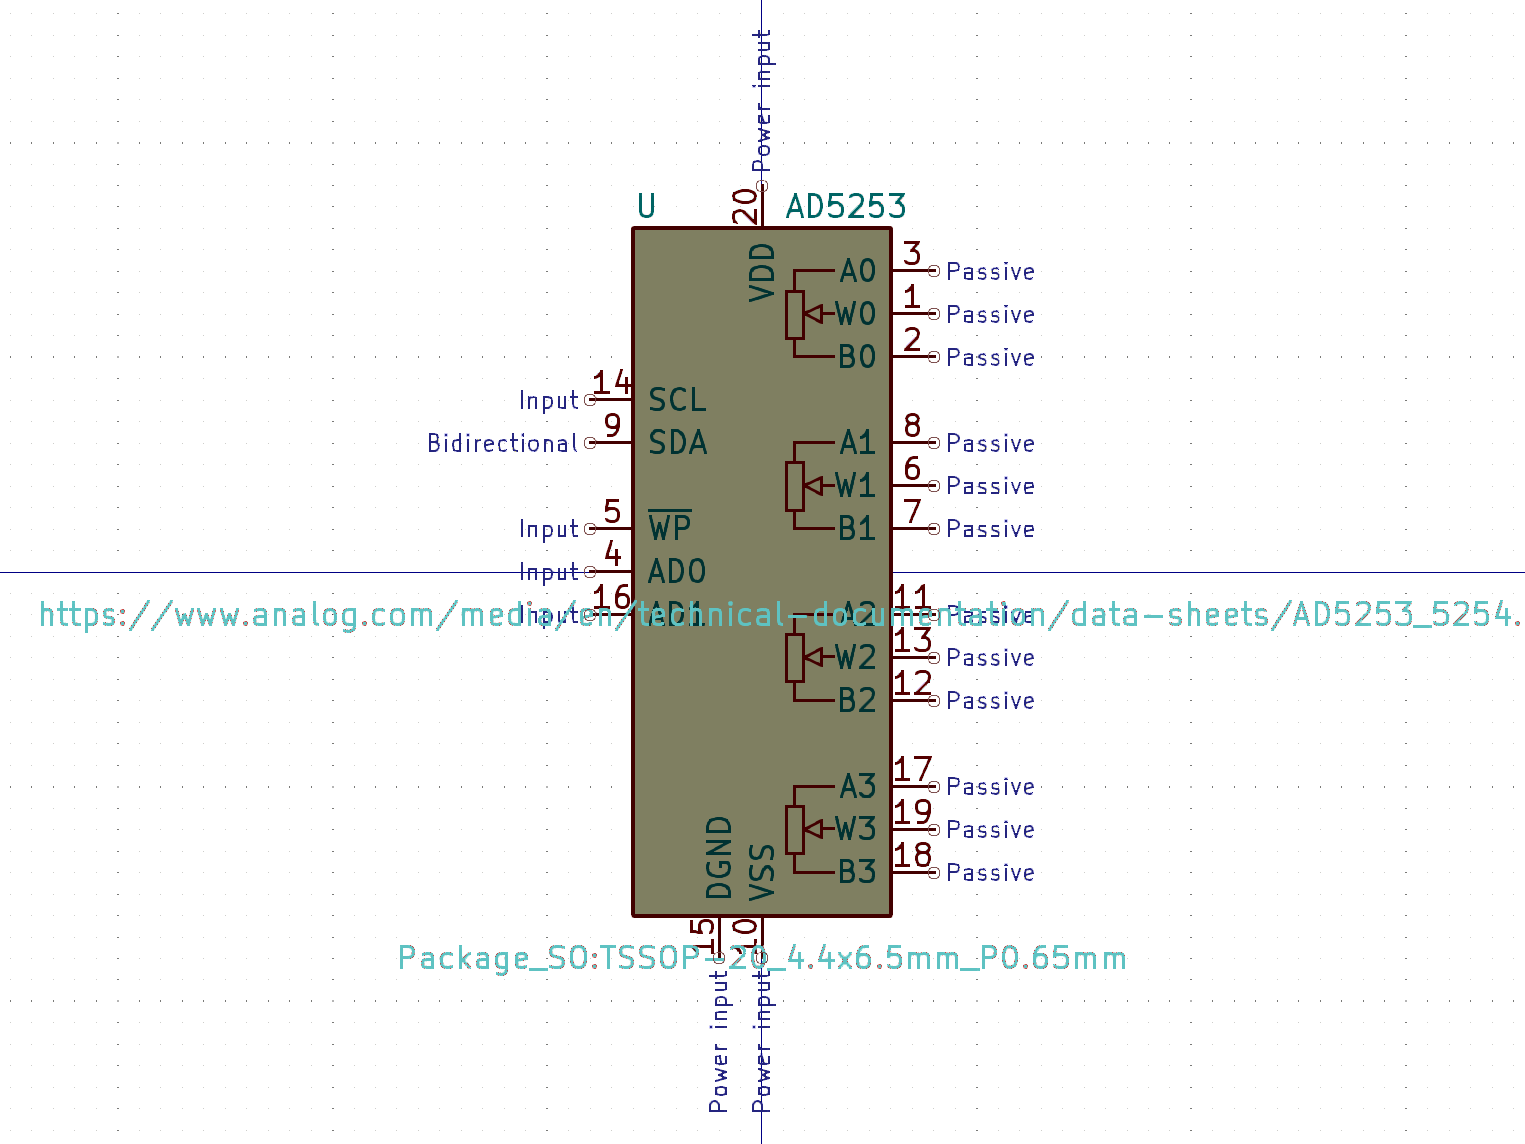 Power input
20
U
AD5253
VDD
A0
3
Passive
W0
1
Passive
B0
2
Passive
Input
14
SCL
Bidirectional
9
SDA
A1
8
Passive
W1
6
Passive
B1
7
Passive
Input
5
WP
Input
4
AD0
Input
16
AD1
https://www.analog.com/media/en/technical-documentation/data-sheets/AD5253_5254.
A2
11
Passive
W2
13
Passive
B2
12
Passive
A3
17
Passive
W3
19
Passive
B3
18
Passive
DGND
VSS
15
10
Package_SO:TSSOP-20_4.4x6.5mm_P0.65mm
Power input
Power input